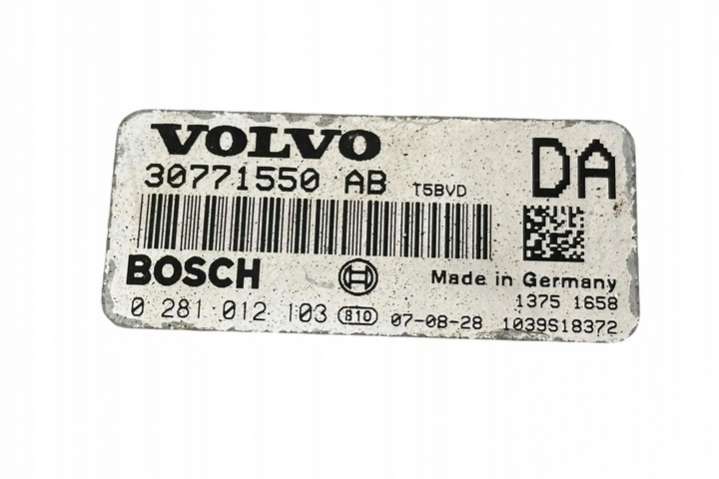 VOLVO DA
30771550 AB T5BVD
BOSCH Made in Germany
1375 1658
0 281 012 103 810 07-08-28 1039S18372